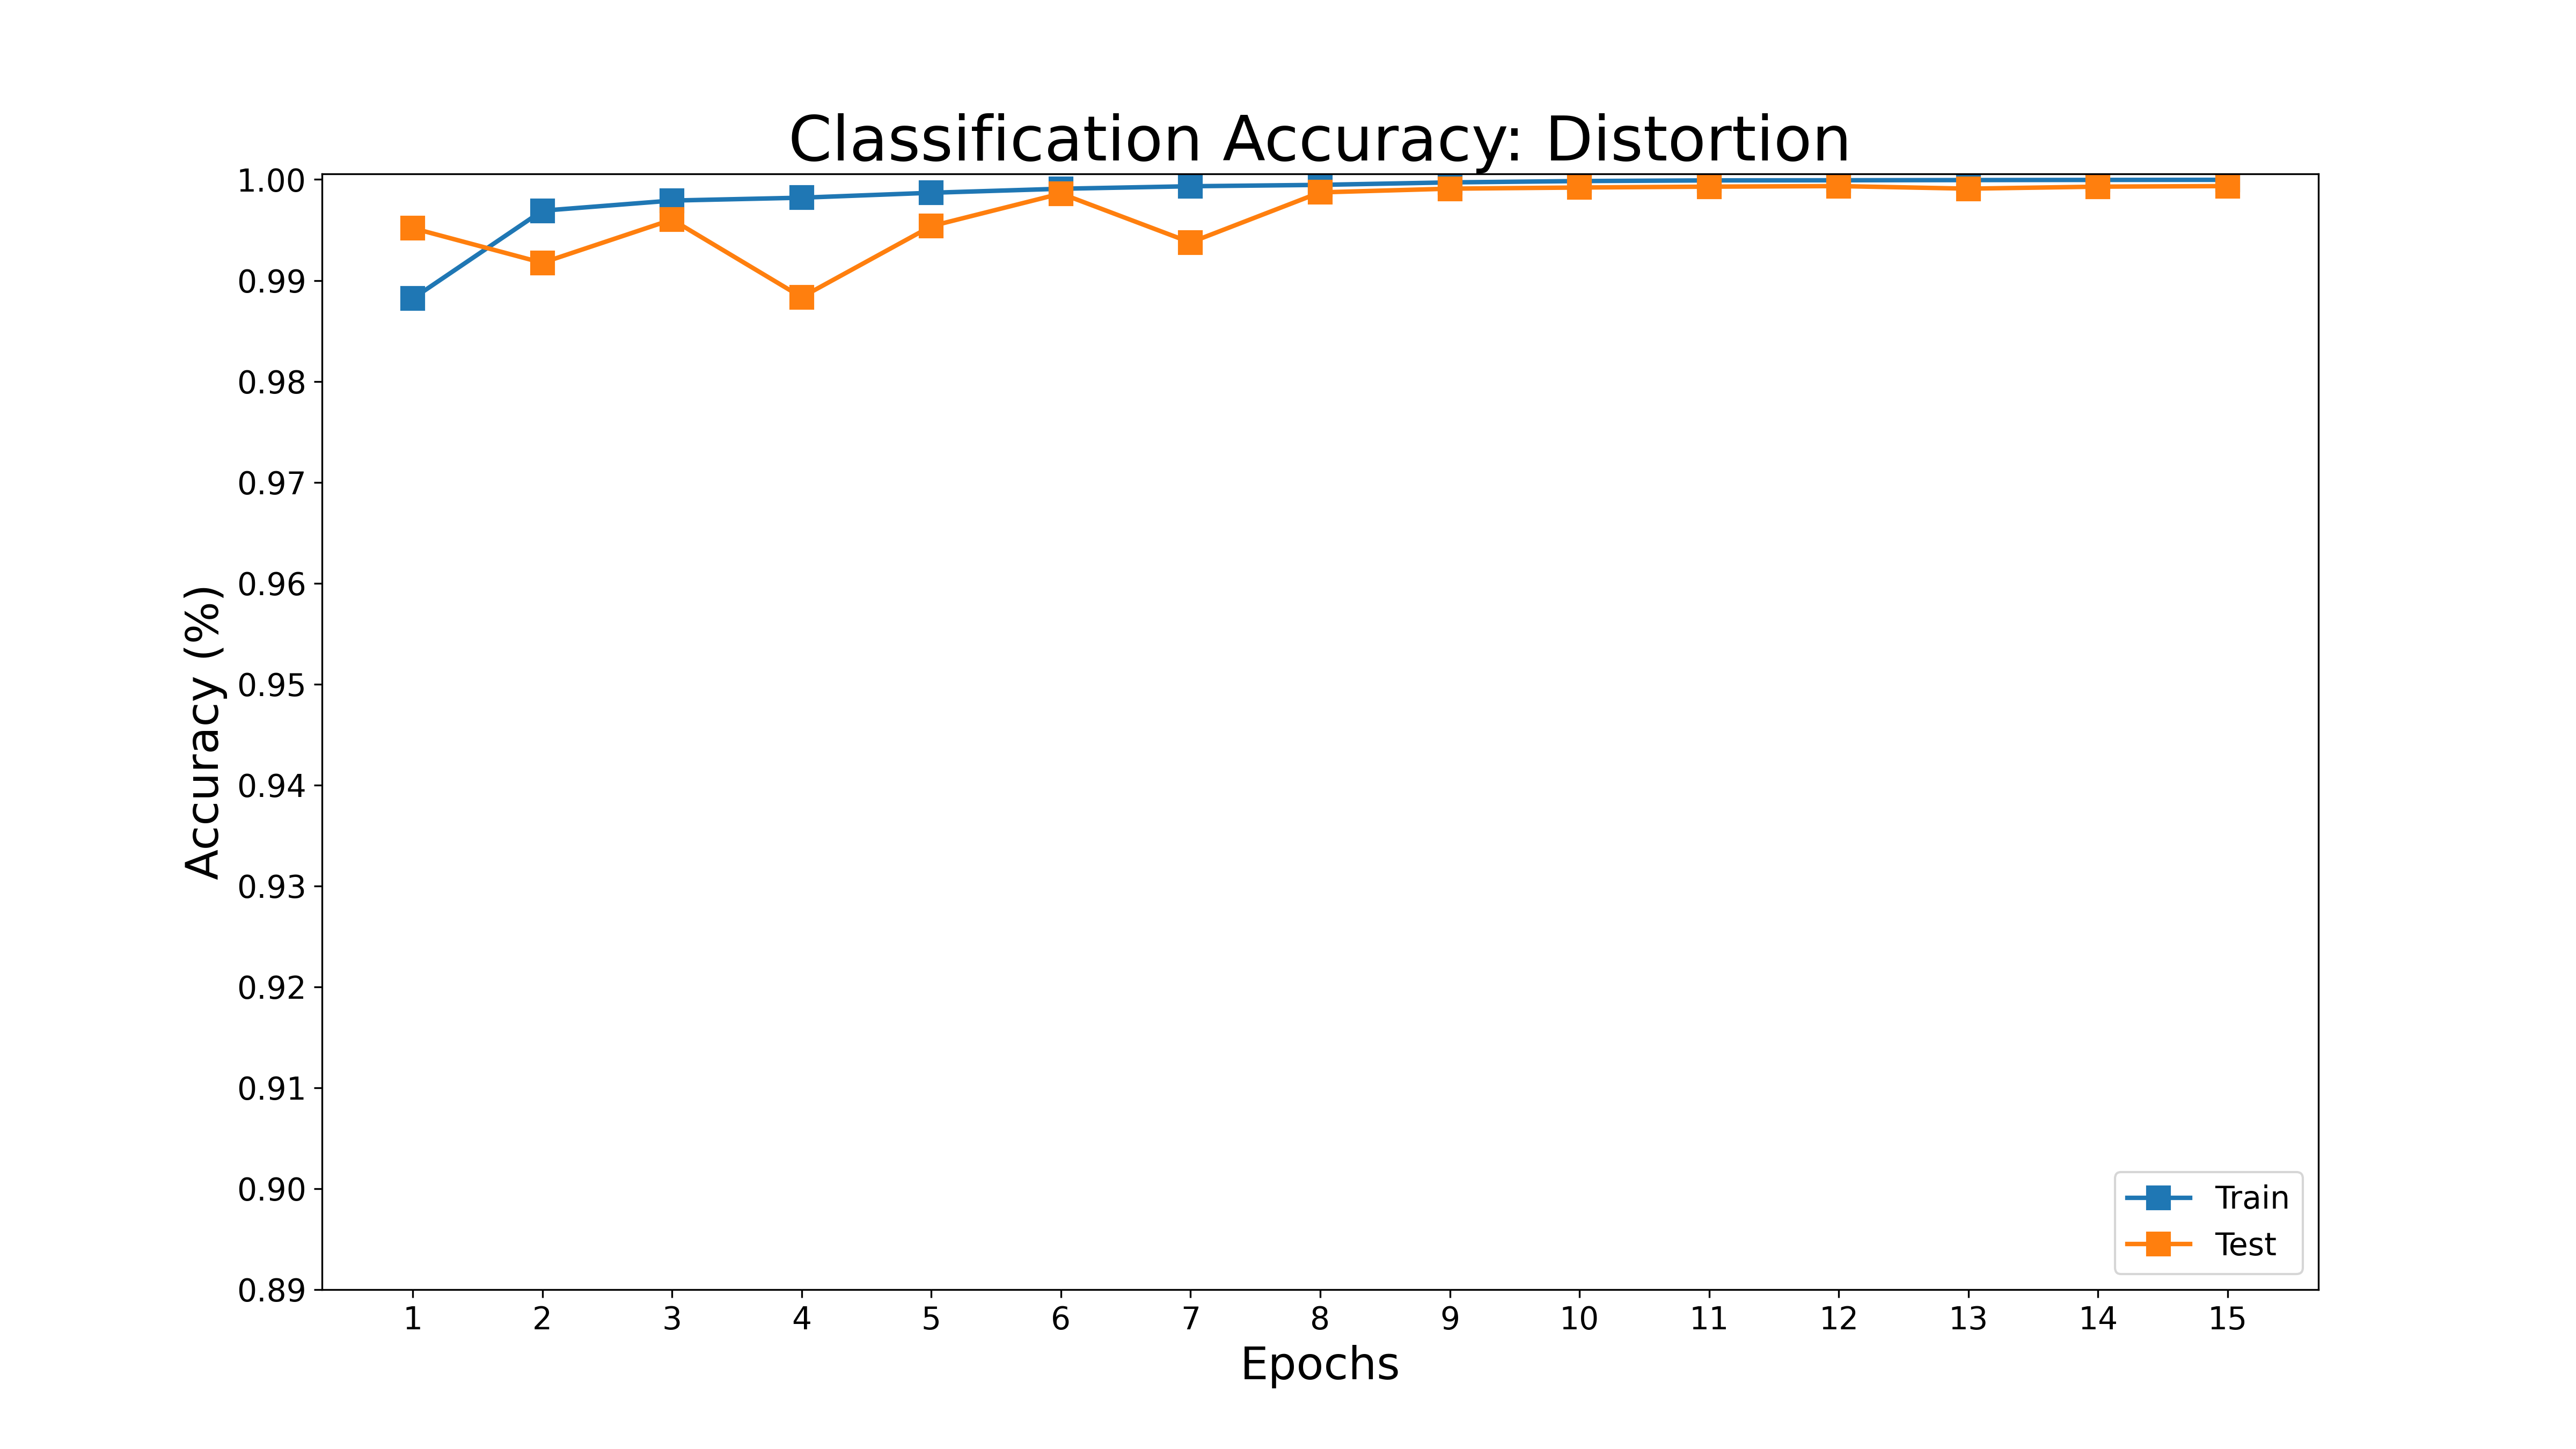 Classification Accuracy: Distortion
1.00
0.99
0.98
0.97
0.96
0.95
0.94
0.93
0.92
0.91
0.90
0.89
Accuracy (%)
1 2 3 4 5 6 7 8 9 10 11 12 13 14 15
Epochs
Train
Test